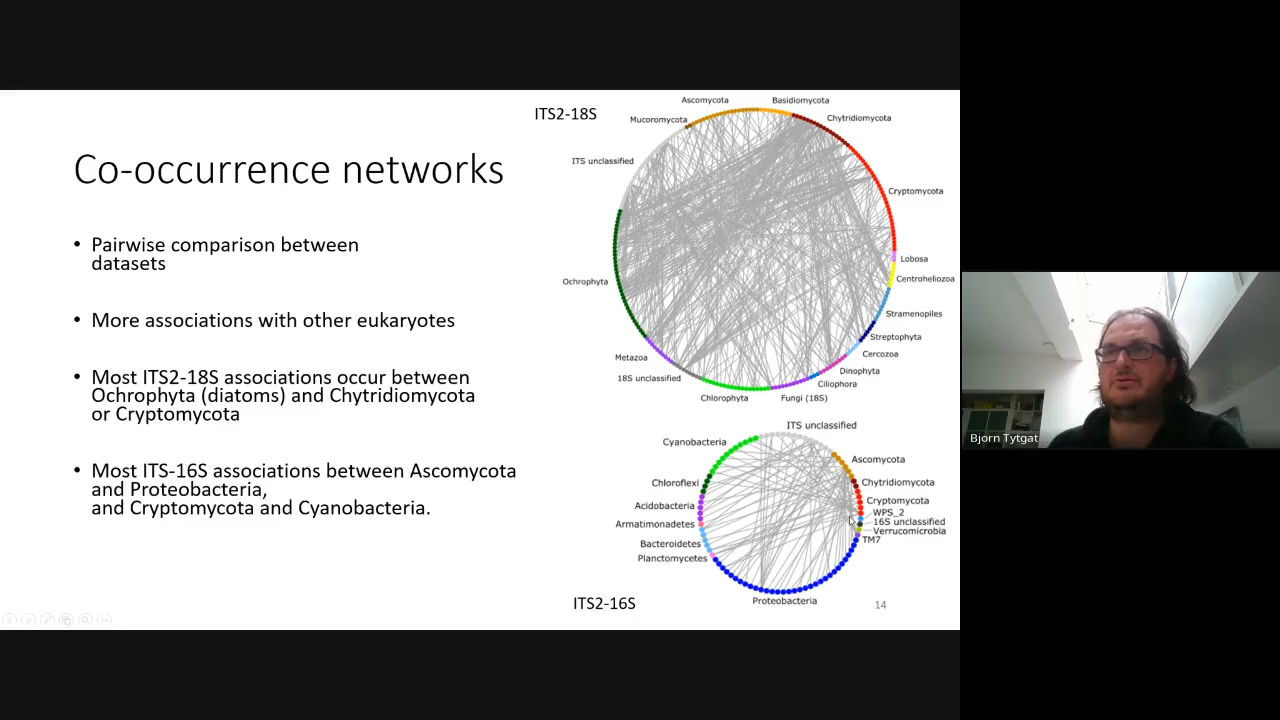 Co-occurrence networks
• Pairwise comparison between
datasets
• More associations with other eukaryotes
• Most ITS2-18S associations occur between
Ochrophyta (diatoms) and Chytridiomycota
or Cryptomycota
• Most ITS-16S associations between Ascomycota
and Proteobacteria,
and Cryptomycota and Cyanobacteria.
ITS2-18S
Ascomycota
Basidiomycota
Mucoromycota
Chytridiomycota
ITS unclassified
Cryptomycota
Lobosa
Centroheliozoa
Ochrophyta
Stramenopiles
Streptophyta
Cercozoa
Metazoa
Dinophyta
18S unclassified
Ciliophora
Chlorophyta
Fungi (18S)
ITS unclassified
Cyanobacteria
Ascomycota
Chloroflexi
Chytridiomycota
Acidobacteria
Cryptomycota
WPS_2
Armatimonadetes
16S unclassified
Verrucomicrobia
Bacteroidetes
TM7
Planctomycetes
Proteobacteria
ITS2-16S
14
Bjorn Tytgat